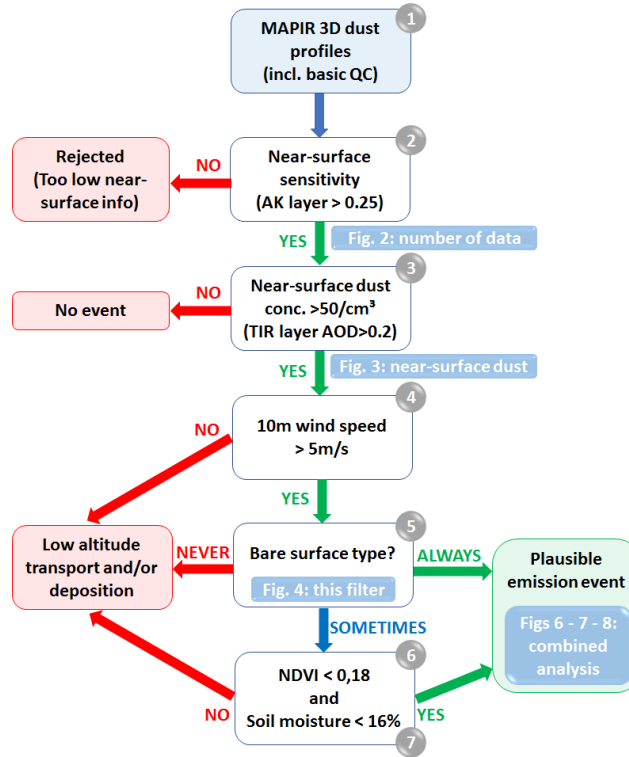 1
MAPIR 3D dust
profiles
(incl. basic QC)
2
Rejected
(Too low near-
surface info)
NO
Near-surface
sensitivity
(AK layer > 0.25)
YES
Fig. 2: number of data
3
No event
NO
Near-surface dust
conc. >50/cm³
(TIR layer AOD>0.2)
YES
Fig. 3: near-surface dust
4
NO
10m wind speed
> 5m/s
YES
5
Low altitude
transport and/or
deposition
NEVER
Bare surface type?
Fig. 4: this filter
ALWAYS
Plausible
emission event
Figs 6 - 7 - 8:
combined
analysis
SOMETIMES
6
NDVI < 0,18
and
Soil moisture < 16%
NO
YES
7